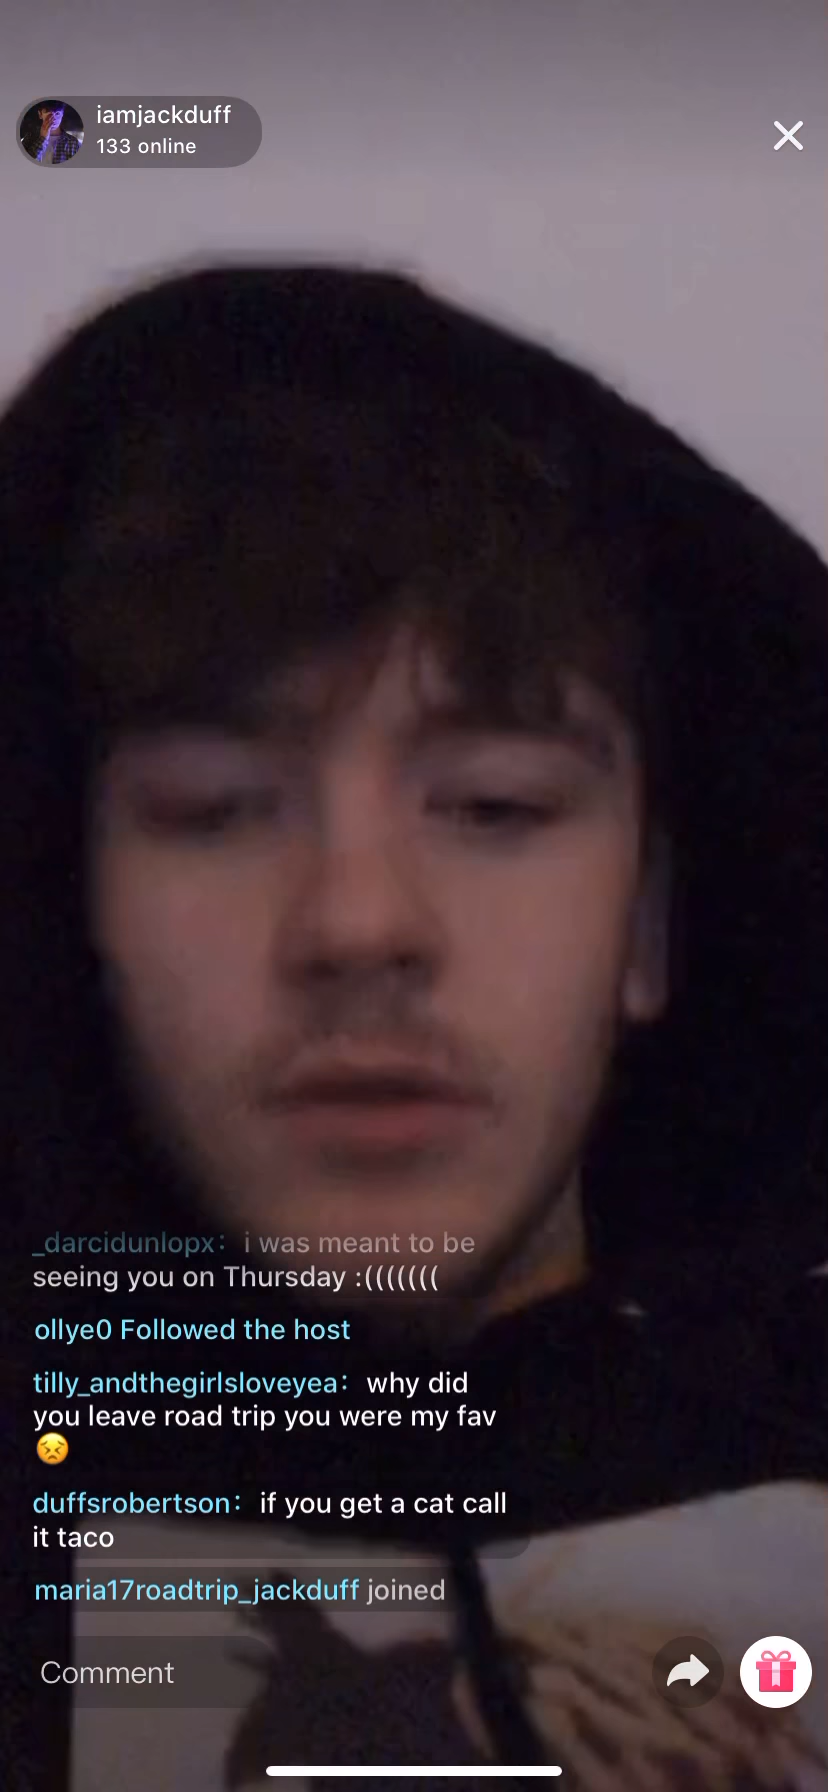 iamjackduff
133 online
_darcidunlopx: i was meant to be
seeing you on Thursday :(((((((
ollye0 Followed the host
tilly_andthegirlsloveyea: why did
you leave road trip you were my fav
😣
duffsrobertson: if you get a cat call
it taco
maria17roadtrip_jackduff joined
Comment